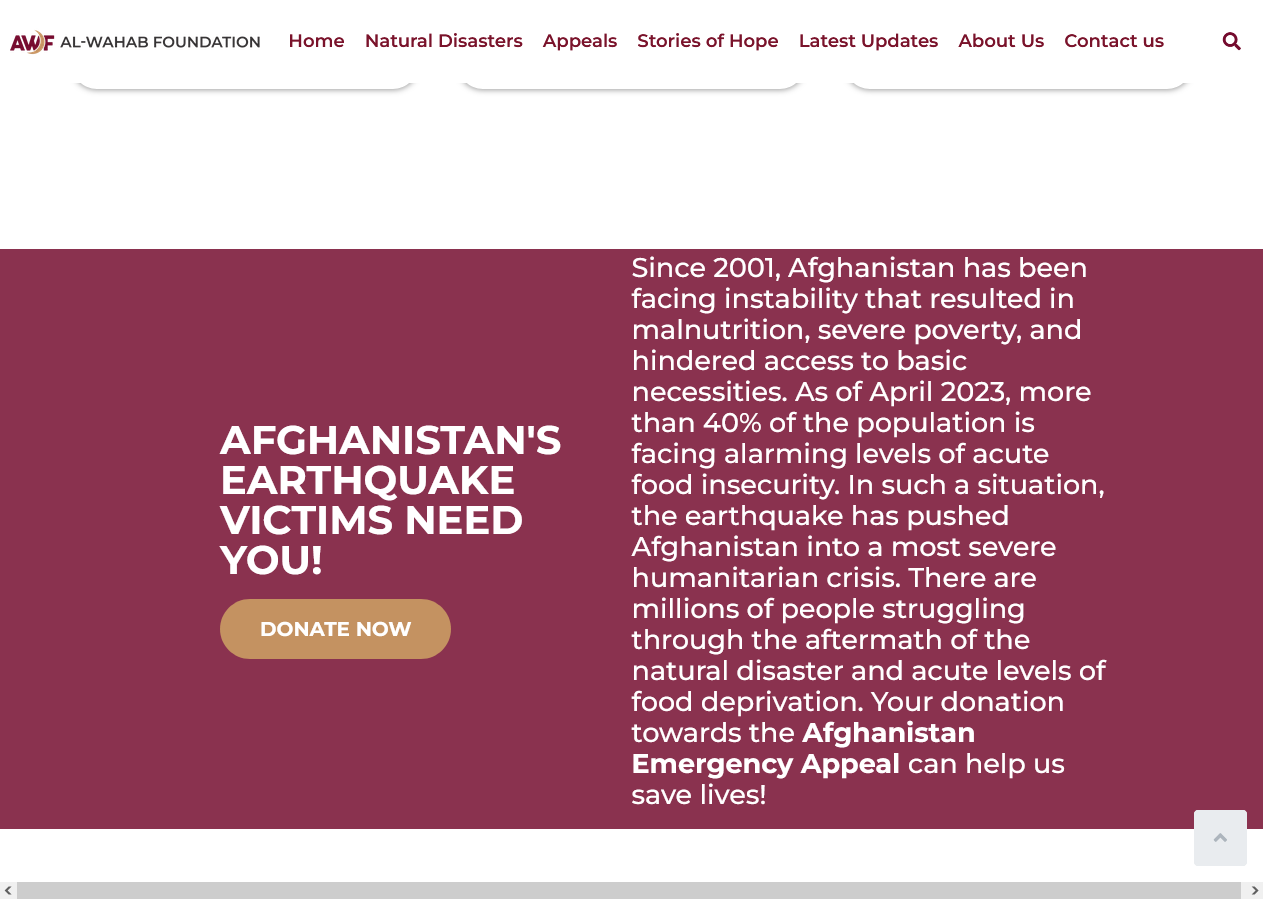 AWF AL-WAHAB FOUNDATION Home Natural Disasters Appeals Stories of Hope Latest Updates About Us Contact us
AFGHANISTAN'S
EARTHQUAKE
VICTIMS NEED
YOU!
DONATE NOW
Since 2001, Afghanistan has been
facing instability that resulted in
malnutrition, severe poverty, and
hindered access to basic
necessities. As of April 2023, more
than 40% of the population is
facing alarming levels of acute
food insecurity. In such a situation,
the earthquake has pushed
Afghanistan into a most severe
humanitarian crisis. There are
millions of people struggling
through the aftermath of the
natural disaster and acute levels of
food deprivation. Your donation
towards the Afghanistan
Emergency Appeal can help us
save lives!